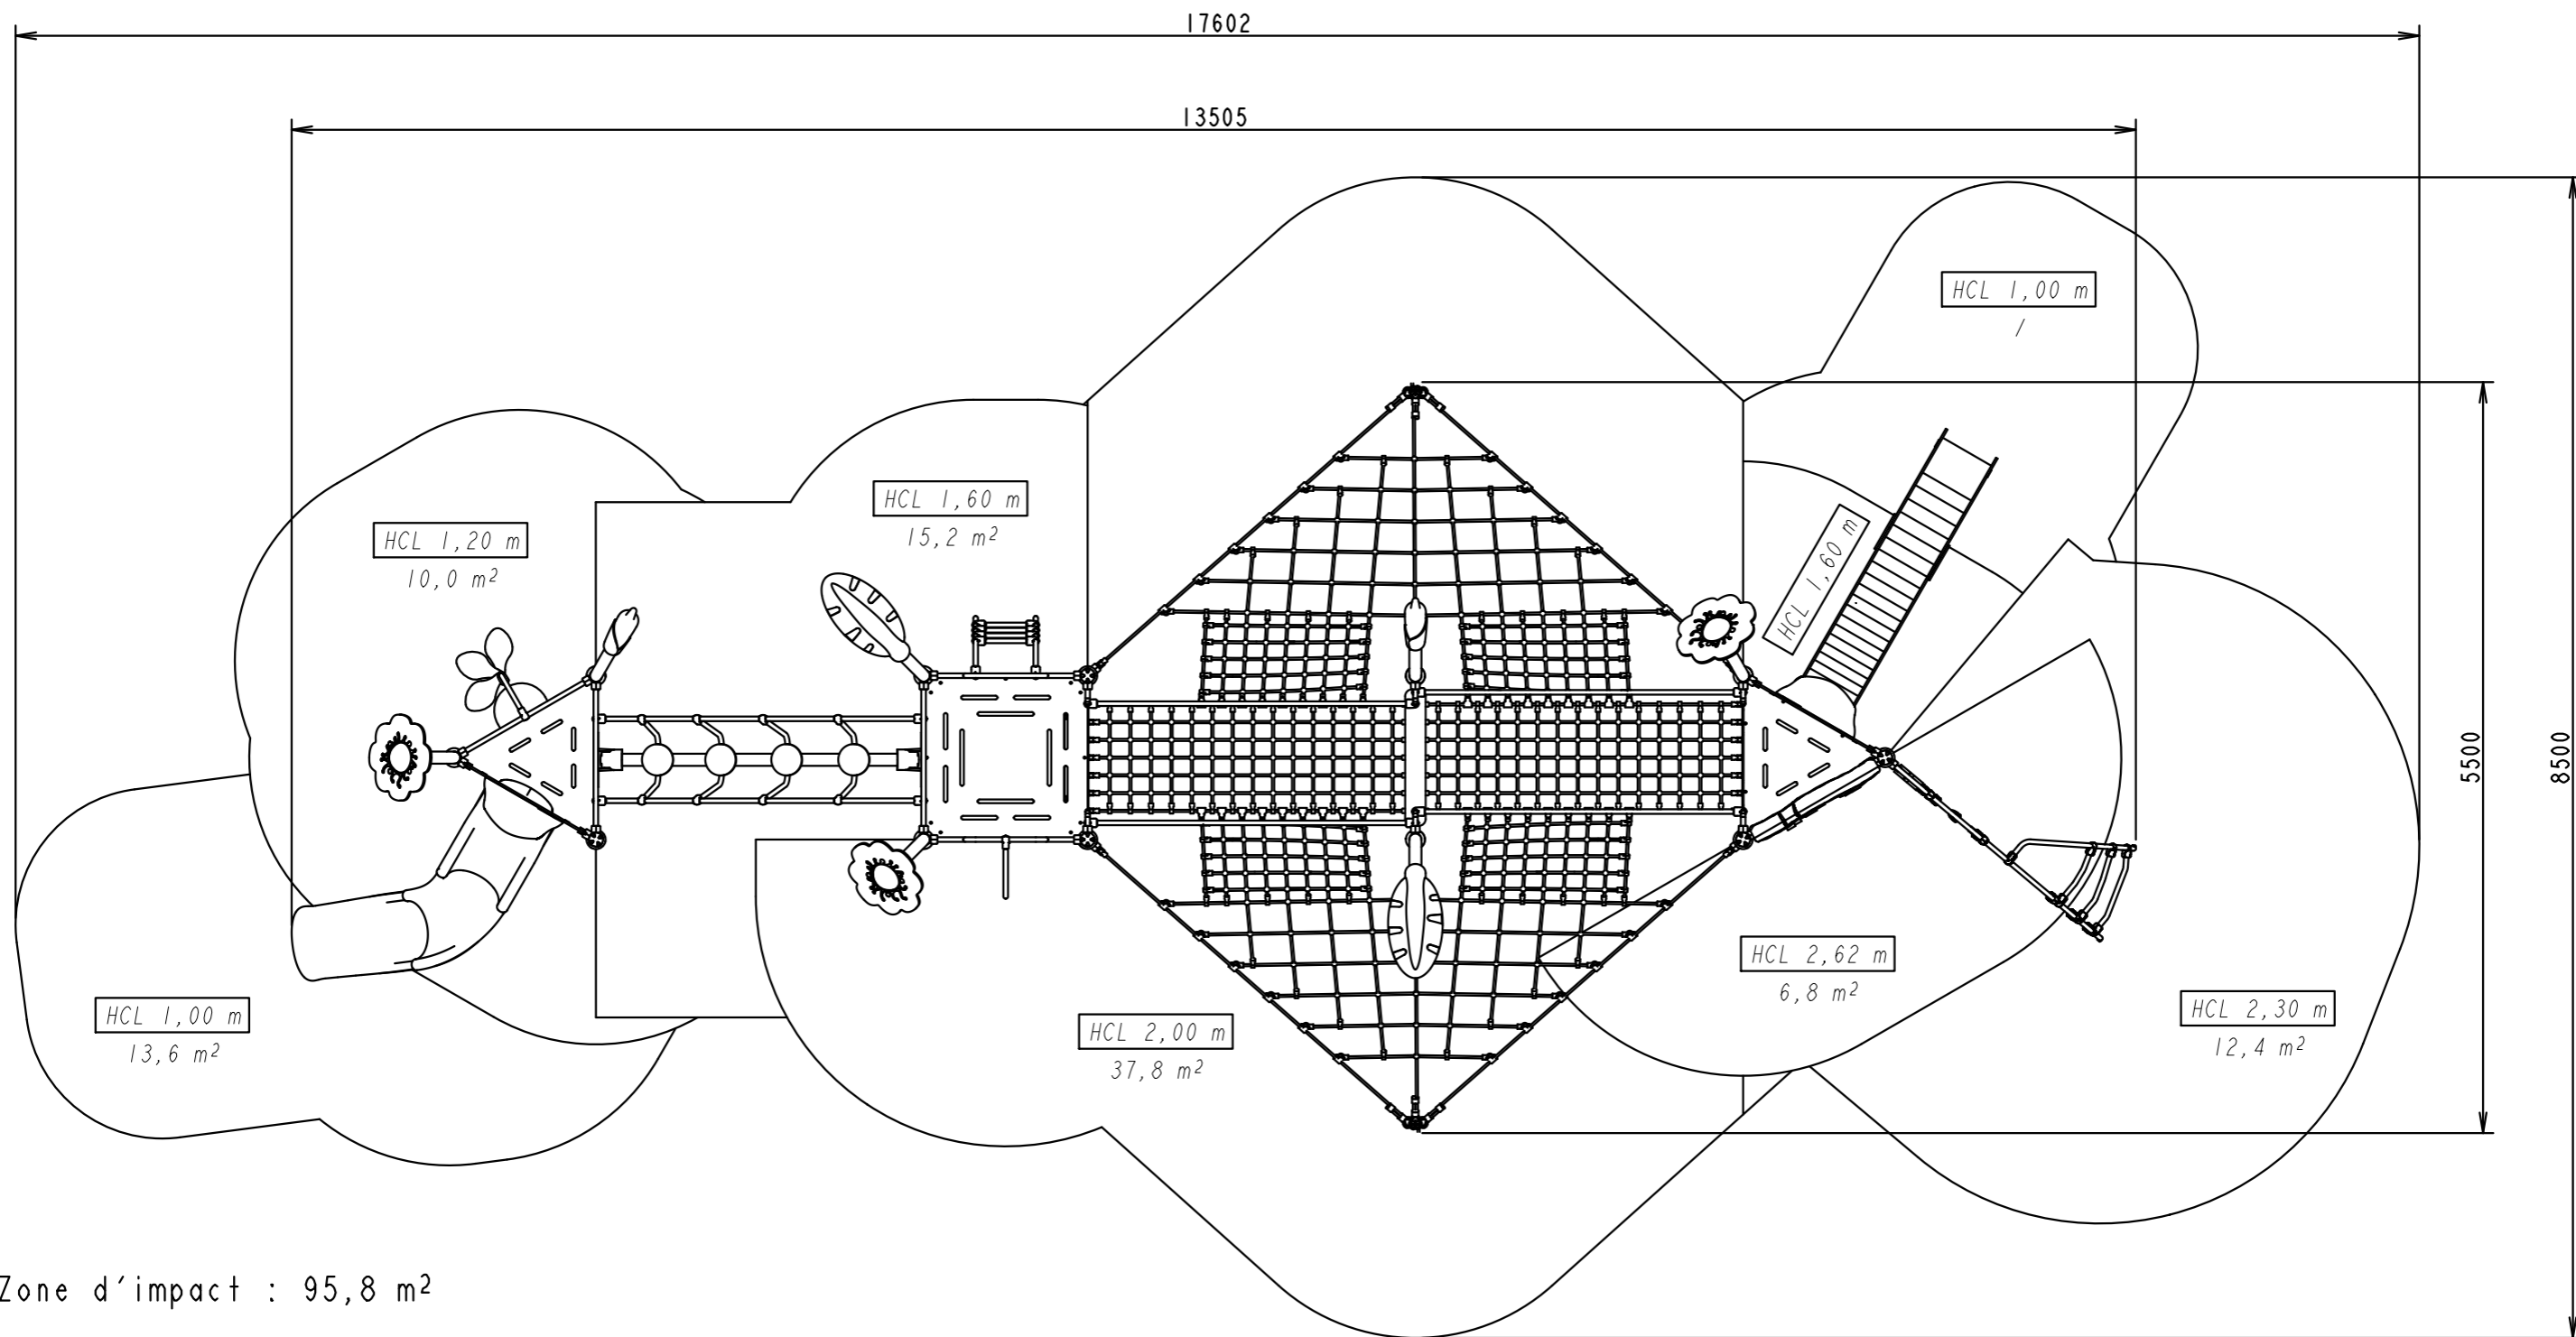 17602
13505
HCL 1,00 m
/
HCL 1,60 m
15,2 m²
HCL 1,20 m
10,0 m²
HCL 1,60 m
5500
8500
HCL 2,62 m
6,8 m²
HCL 2,30 m
12,4 m²
HCL 1,00 m
13,6 m²
HCL 2,00 m
37,8 m²
Zone d'impact : 95,8 m²